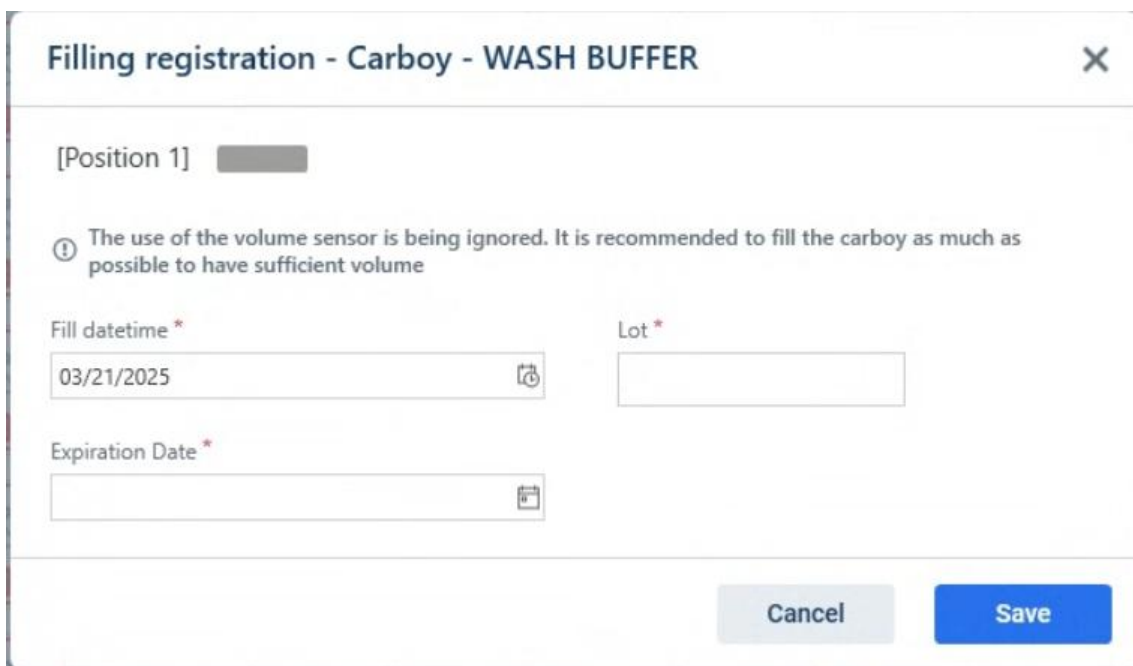 Filling registration - Carboy - WASH BUFFER
[Position 1]
The use of the volume sensor is being ignored. It is recommended to fill the carboy as much as
possible to have sufficient volume
Fill datetime *
Lot *
03/21/2025
Expiration Date *
Cancel
Save